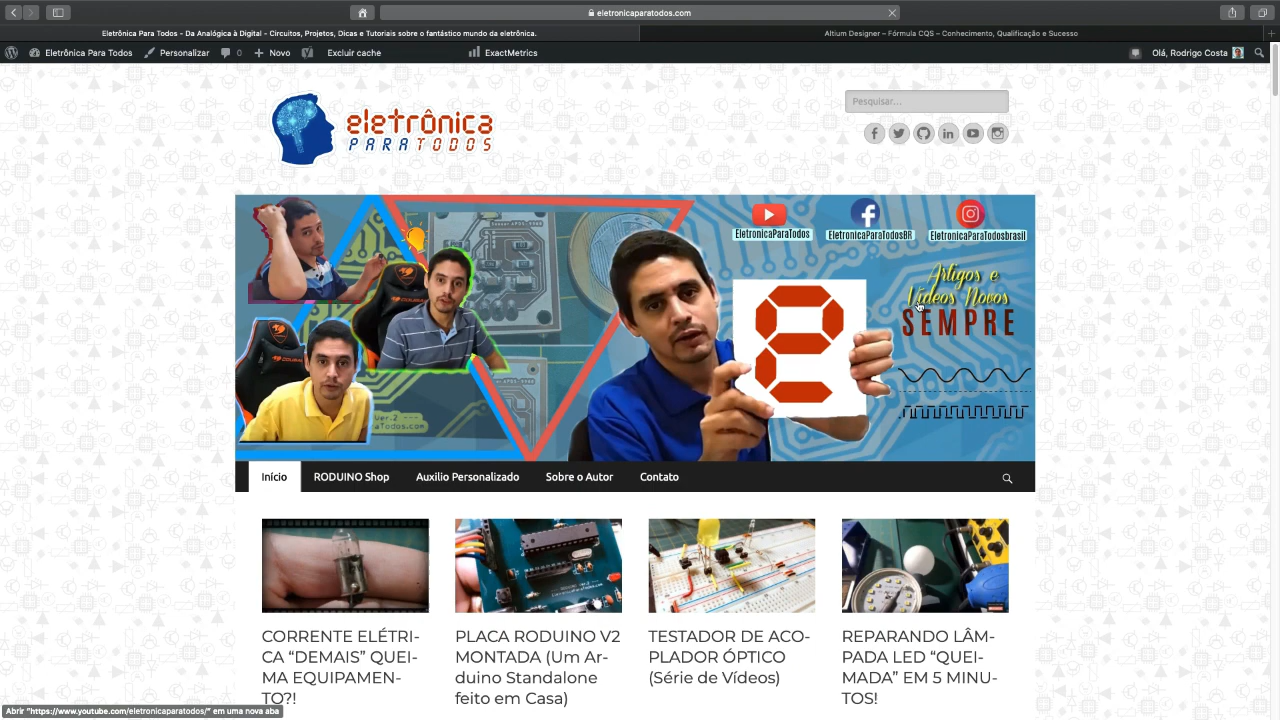 eletronicaparatodos.com
Eletrônica Para Todos - Da Analógica à Digital - Circuitos, Projetos, Dicas e Tutoriais sobre o fantástico mundo da eletrônica.
Altium Designer – Fórmula CQS – Conhecimento, Qualificação e Sucesso
Eletrônica Para Todos
Personalizar
0
Novo
Excluir cache
ExactMetrics
Olá, Rodrigo Costa
eletrônica
PARATODOS
Pesquisar...
EletronicaParaTodos
EletronicaParaTodosBR
EletronicaParaTodosbrasil
Artigos e
Vídeos Novos
SEMPRE
Ver.2
raTodos.com
Início
RODUINO Shop
Auxilio Personalizado
Sobre o Autor
Contato
CORRENTE ELÉTRI-
CA “DEMAIS” QUEI-
MA EQUIPAMEN-
TO?!
PLACA RODUINO V2
MONTADA (Um Ar-
duino Standalone
feito em Casa)
TESTADOR DE ACO-
PLADOR ÓPTICO
(Série de Vídeos)
REPARANDO LÂM-
PADA LED “QUEI-
MADA” EM 5 MINU-
TOS!
Abrir "https://www.youtube.com/eletronicaparatodos/" em uma nova aba